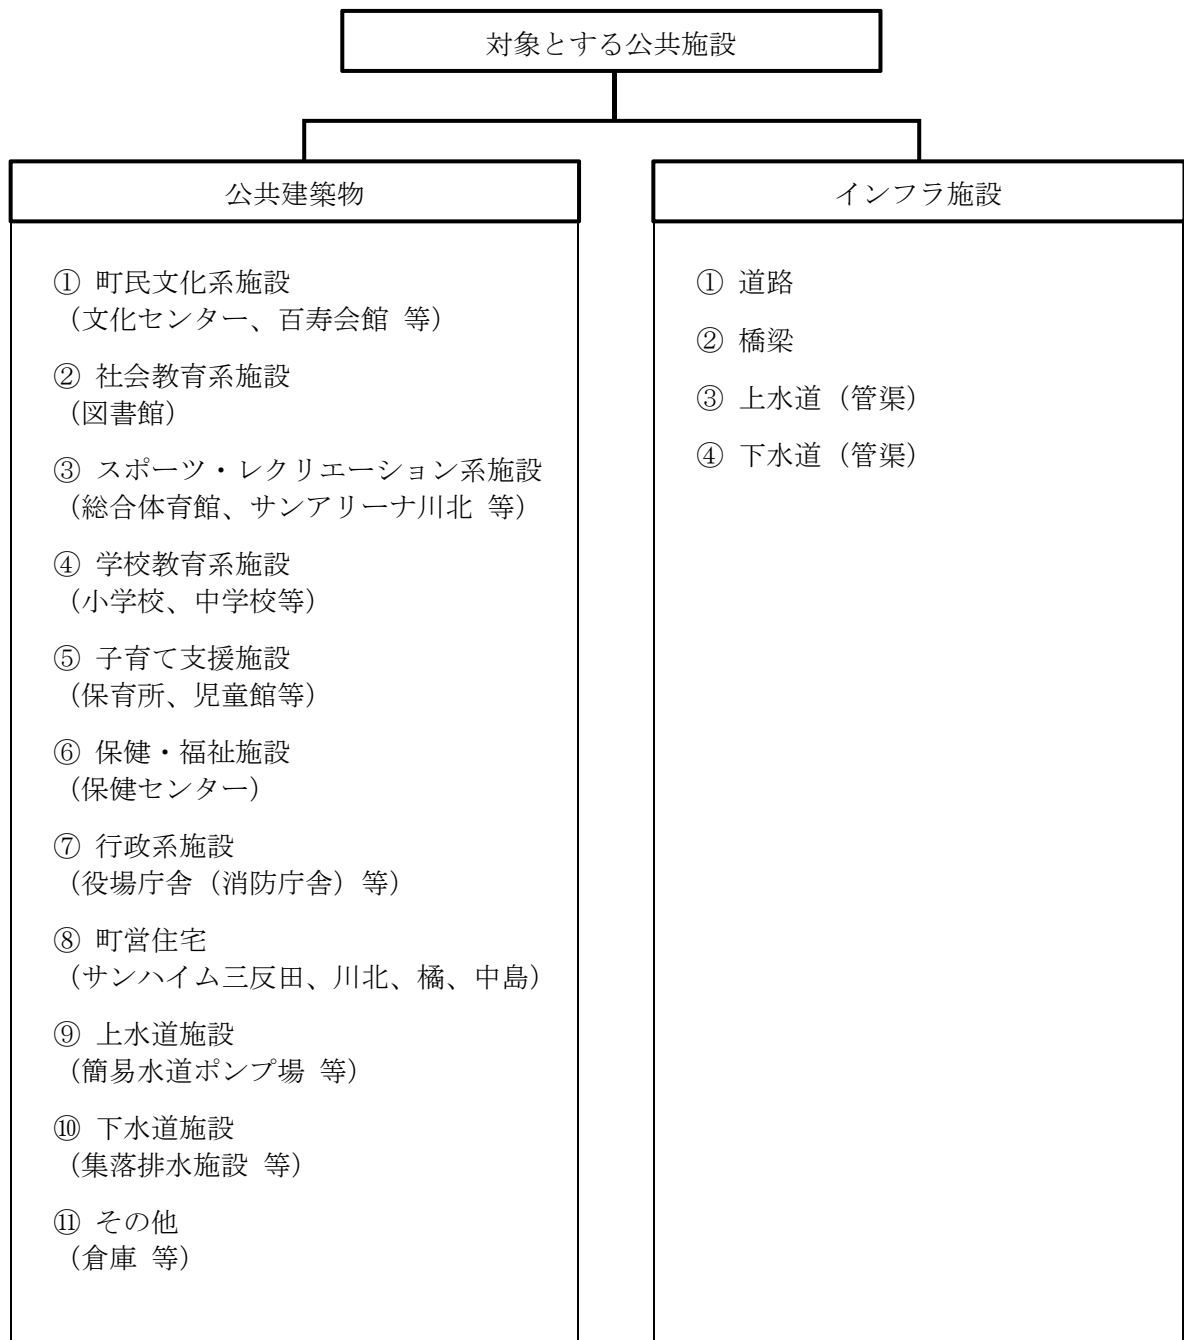 対象とする公共施設
公共建築物
① 町民文化系施設
（文化センター、百寿会館 等）
② 社会教育系施設
（図書館）
③ スポーツ・レクリエーション系施設
（総合体育館、サンアリーナ川北 等）
④ 学校教育系施設
（小学校、中学校等）
⑤ 子育て支援施設
（保育所、児童館等）
⑥ 保健・福祉施設
（保健センター）
⑦ 行政系施設
（役場庁舎（消防庁舎）等）
⑧ 町営住宅
（サンハイム三反田、川北、橘、中島）
⑨ 上水道施設
（簡易水道ポンプ場 等）
⑩ 下水道施設
（集落排水施設 等）
⑪ その他
（倉庫 等）
インフラ施設
① 道路
② 橋梁
③ 上水道（管渠）
④ 下水道（管渠）